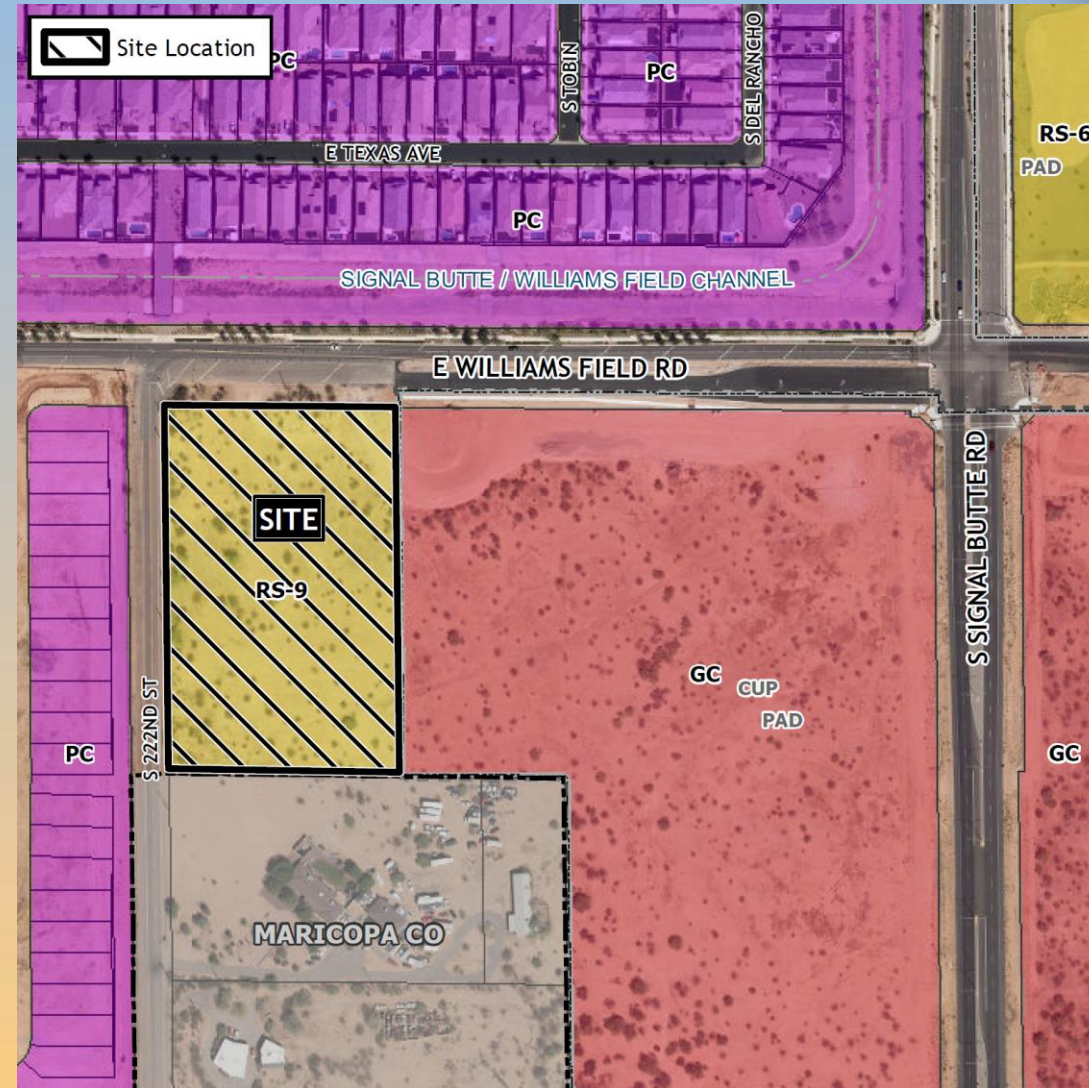 Site Location
PC
S TOBIN
PC
S DEL RANCHO
RS-6
PAD
E TEXAS AVE
PC
SIGNAL BUTTE / WILLIAMS FIELD CHANNEL
E WILLIAMS FIELD RD
SITE
RS-9
S SIGNAL BUTTE RD
GC
CUP
PAD
S 222ND ST
PC
GC
MARICOPA CO